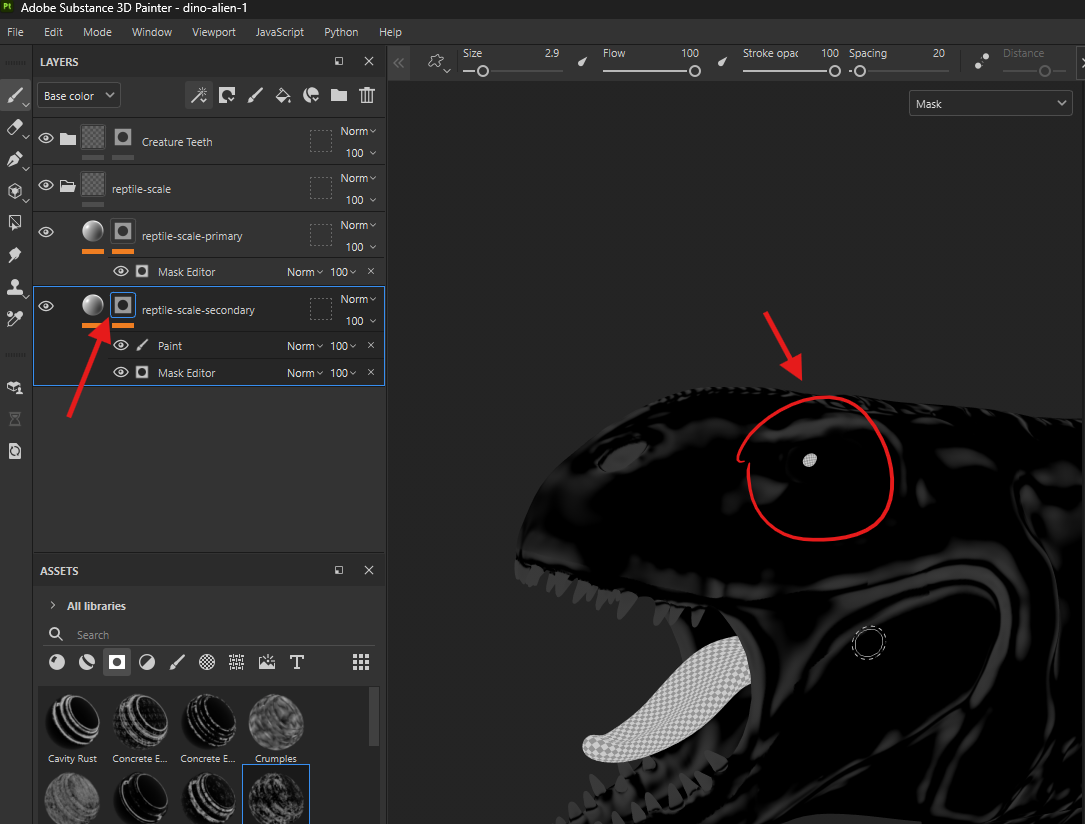 Pt Adobe Substance 3D Painter - dino-alien-1
File Edit Mode Window Viewport JavaScript Python Help
LAYERS
Size 2.9 Flow 100 Stroke opac 100 Spacing 20 Distance
Base color
Mask
Norm
Creature Teeth
100
Norm
reptile-scale
100
Norm
reptile-scale-primary
100
Mask Editor Norm 100
Norm
reptile-scale-secondary
100
Paint Norm 100
Mask Editor Norm 100
ASSETS
All libraries
Search
Cavity Rust Concrete E... Concrete E... Crumples